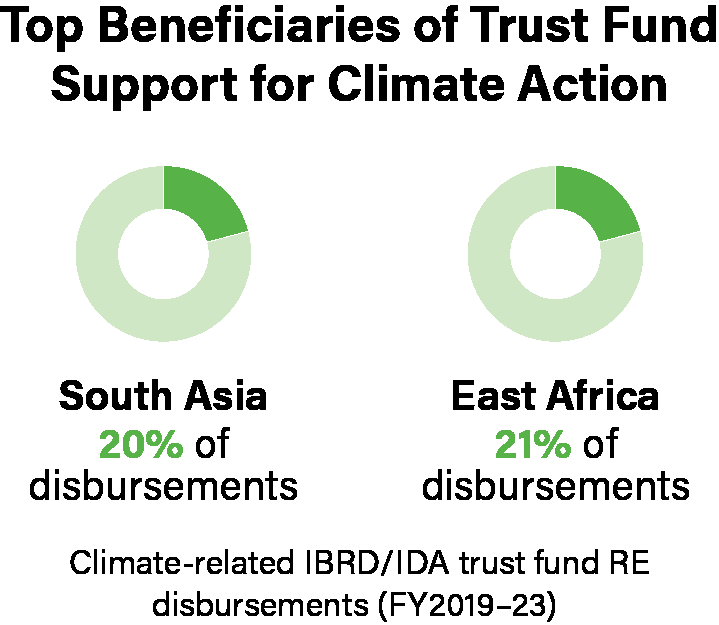 Top Beneficiaries of Trust Fund
Support for Climate Action
South Asia
20% of
disbursements
East Africa
21% of
disbursements
Climate-related IBRD/IDA trust fund RE
disbursements (FY2019–23)